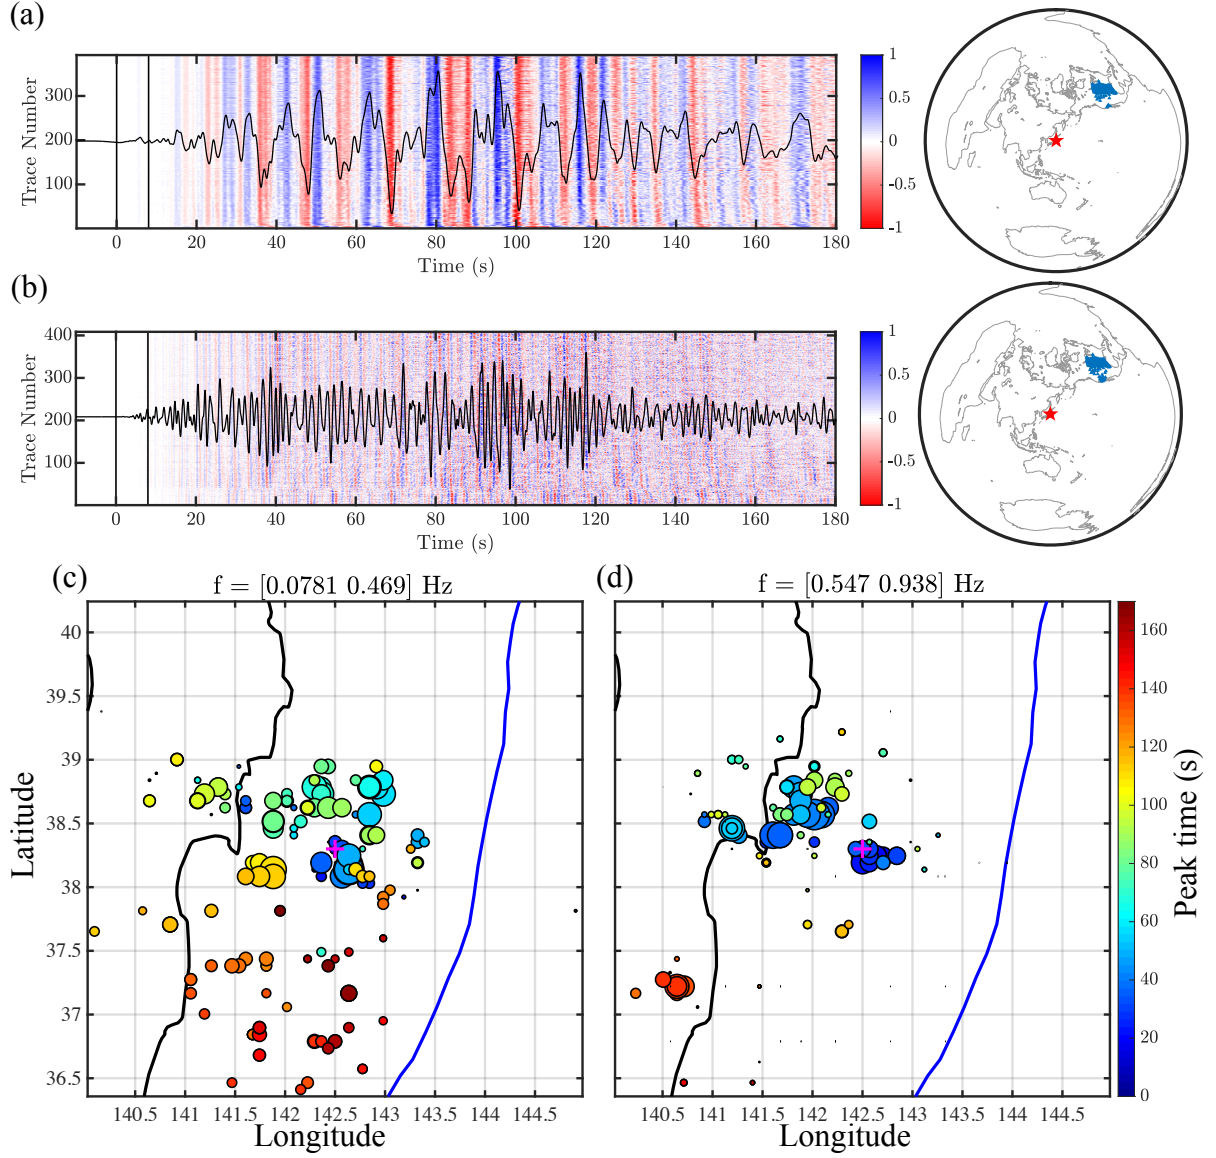 (a)
Trace Number
300
200
100
0 20 40 60 80 100 120 140 160 180
Time (s)
1
0.5
0
-0.5
-1
(b)
Trace Number
400
300
200
100
0 20 40 60 80 100 120 140 160 180
Time (s)
1
0.5
0
-0.5
-1
(c)
f = [0.0781 0.469] Hz
Latitude
40
39.5
39
38.5
38
37.5
37
36.5
140.5 141 141.5 142 142.5 143 143.5 144 144.5
Longitude
(d)
f = [0.547 0.938] Hz
140.5 141 141.5 142 142.5 143 143.5 144 144.5
Longitude
160
140
120
100
80
60
40
20
0
Peak time (s)